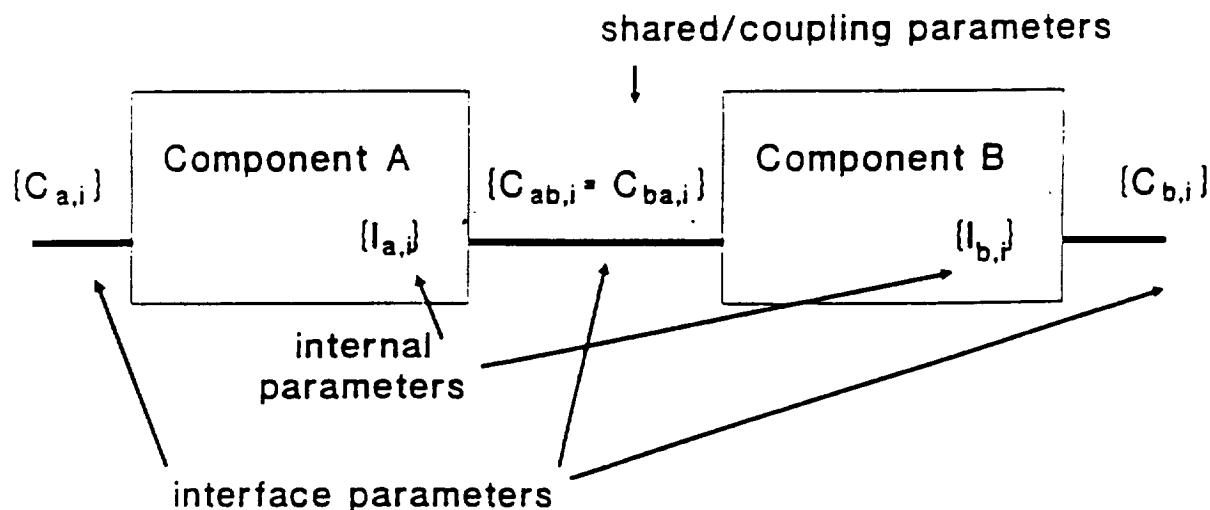 shared/coupling parameters
Component A
Component B
{C a,i}
{C ab,i = C ba,i}
{C b,i}
{I a,i}
{I b,i}
internal
parameters
interface parameters